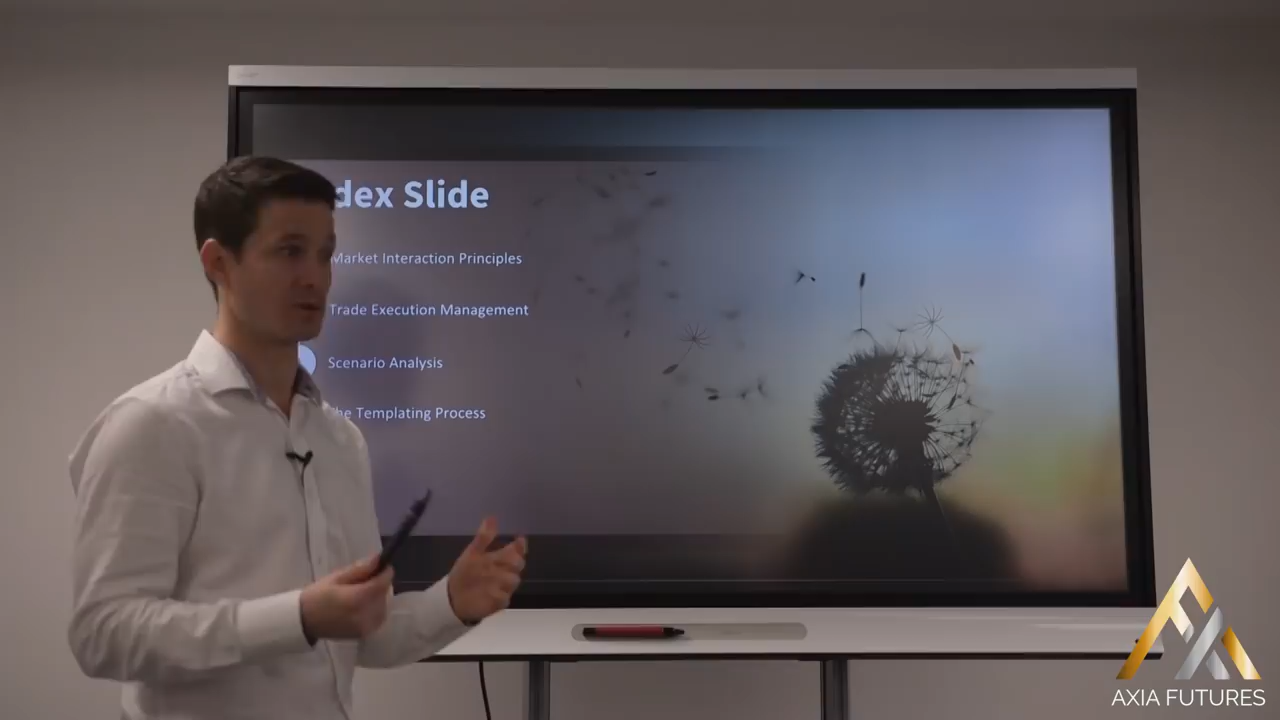 dex Slide
Market Interaction Principles
Trade Execution Management
Scenario Analysis
he Templating Process
AXIA FUTURES